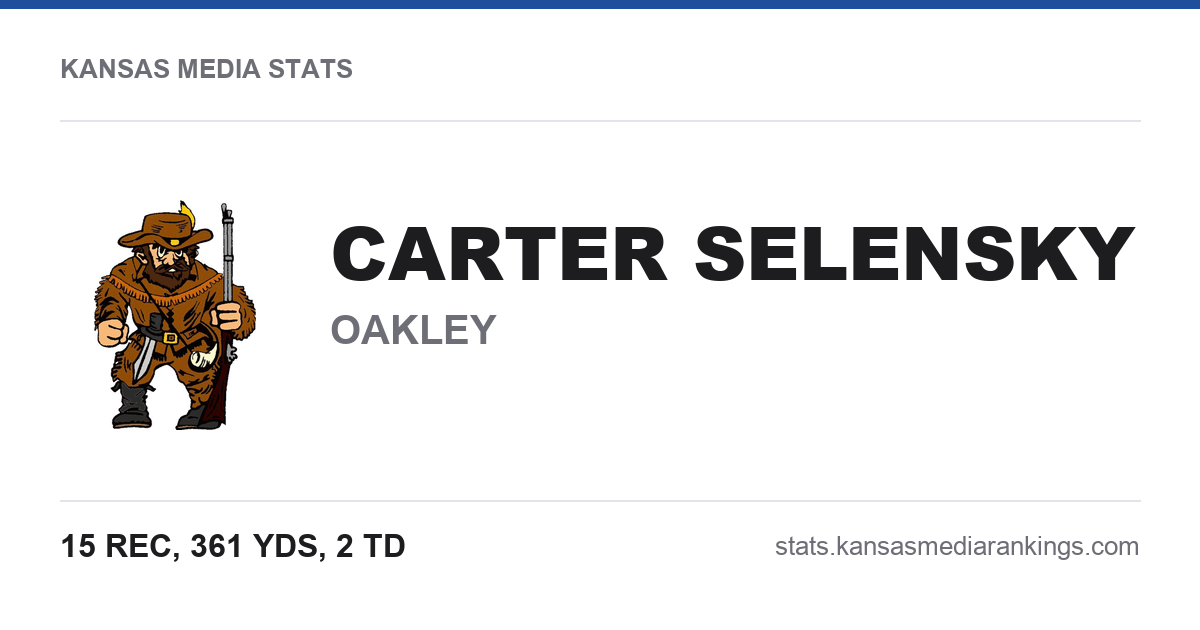 KANSAS MEDIA STATS
CARTER SELENSKY
OAKLEY
15 REC, 361 YDS, 2 TD
stats.kansasmediarankings.com